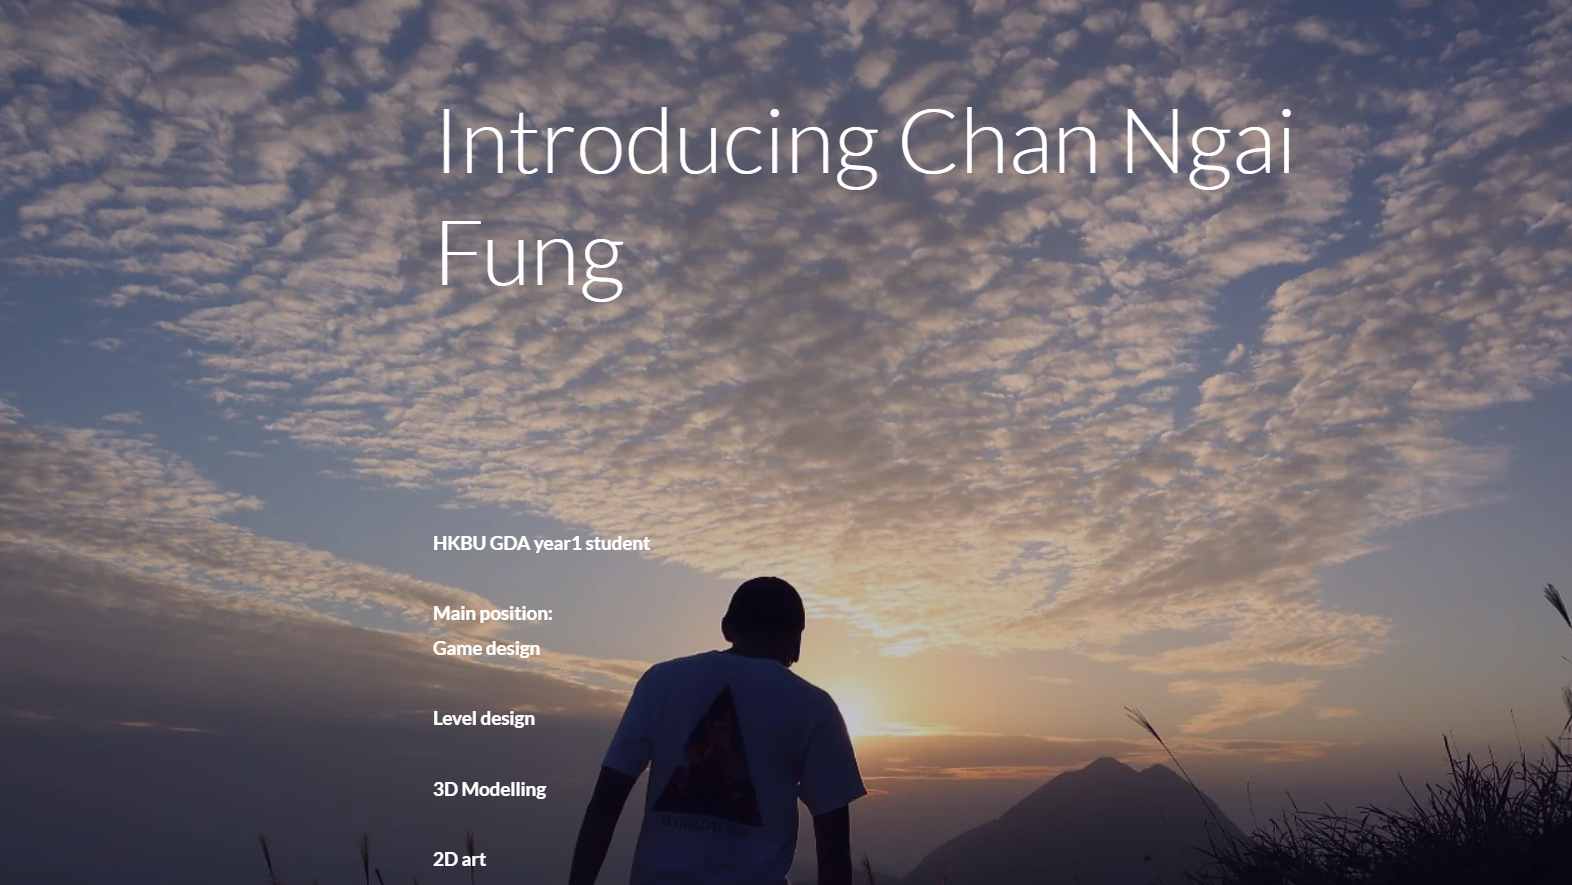 Introducing Chan Ngai
Fung
HKBU GDA year1 student
Main position:
Game design
Level design
3D Modelling
2D art